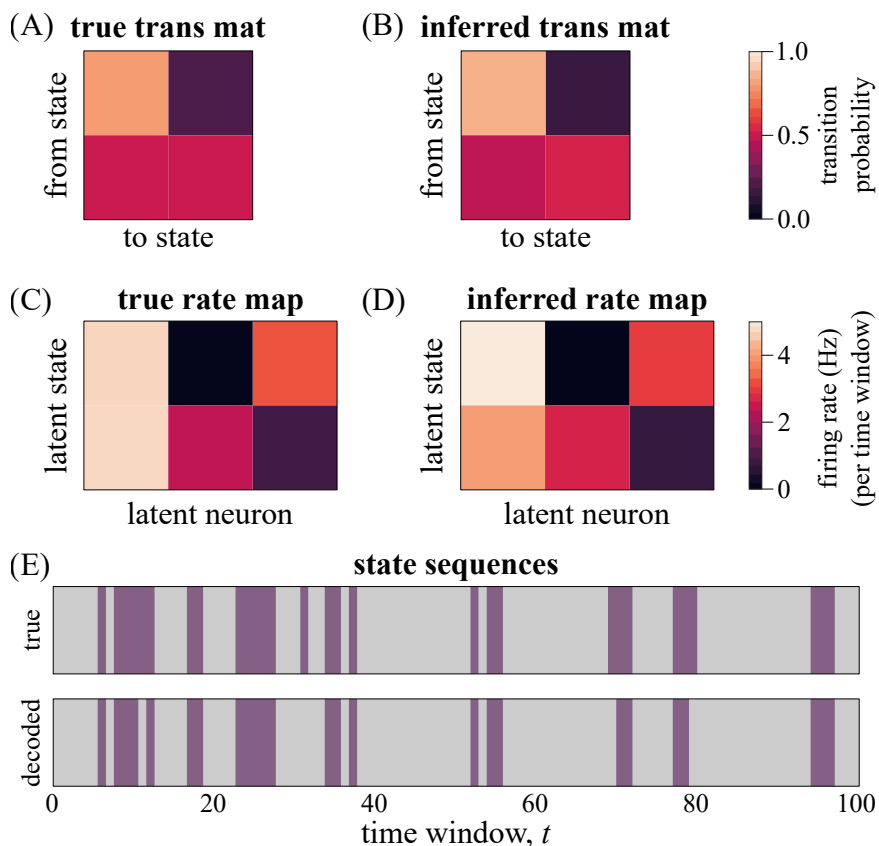 (A) true trans mat
(B) inferred trans mat
from state
to state
from state
to state
1.0
0.5
0.0
transition
probability
(C) true rate map
(D) inferred rate map
latent state
latent neuron
latent state
latent neuron
4
2
0
firing rate (Hz)
(per time window)
(E) state sequences
true
decoded
0 20 40 60 80 100
time window, t